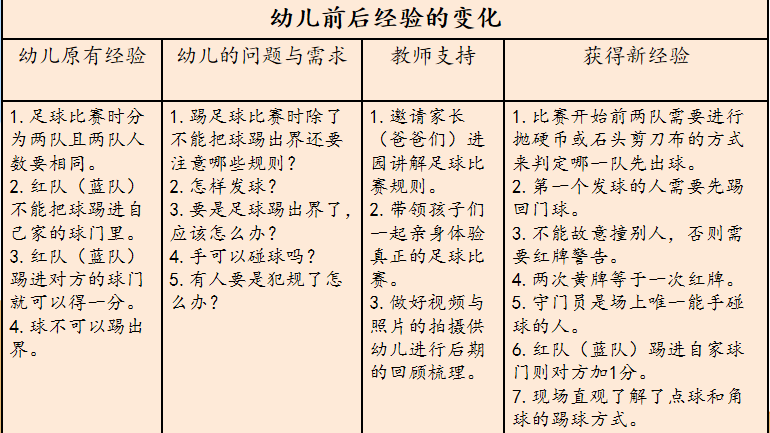 幼儿前后经验的变化
幼儿原有经验
幼儿的问题与需求
教师支持
获得新经验
1. 足球比赛时分
为两队且两队人
数要相同。
2. 红队（蓝队）
不能把球踢进自
己家的球门里。
3. 红队（蓝队）
踢进对方的球门
就可以得一分。
4. 球不可以踢出
界。
1. 踢足球比赛时除了
不能把球踢出界还要
注意哪些规则？
2. 怎样发球？
3. 要是足球踢出界了，
应该怎么办？
4. 手可以碰球吗？
5. 有人要是犯规了怎
么办？
1. 邀请家长
（爸爸们）进
园讲解足球比
赛规则。
2. 带领孩子们
一起亲身体验
真正的足球比
赛。
3. 做好视频与
照片的拍摄供
幼儿进行后期
的回顾梳理。
1. 比赛开始前两队需要进行
抛硬币或石头剪刀布的方式
来判定哪一队先出球。
2. 第一个发球的人需要先踢
回门球。
3. 不能故意撞别人，否则需
要红牌警告。
4. 两次黄牌等于一次红牌。
5. 守门员是场上唯一能手碰
球的人。
6. 红队（蓝队）踢进自家球
门则对方加1分。
7. 现场直观了解了点球和角
球的踢球方式。